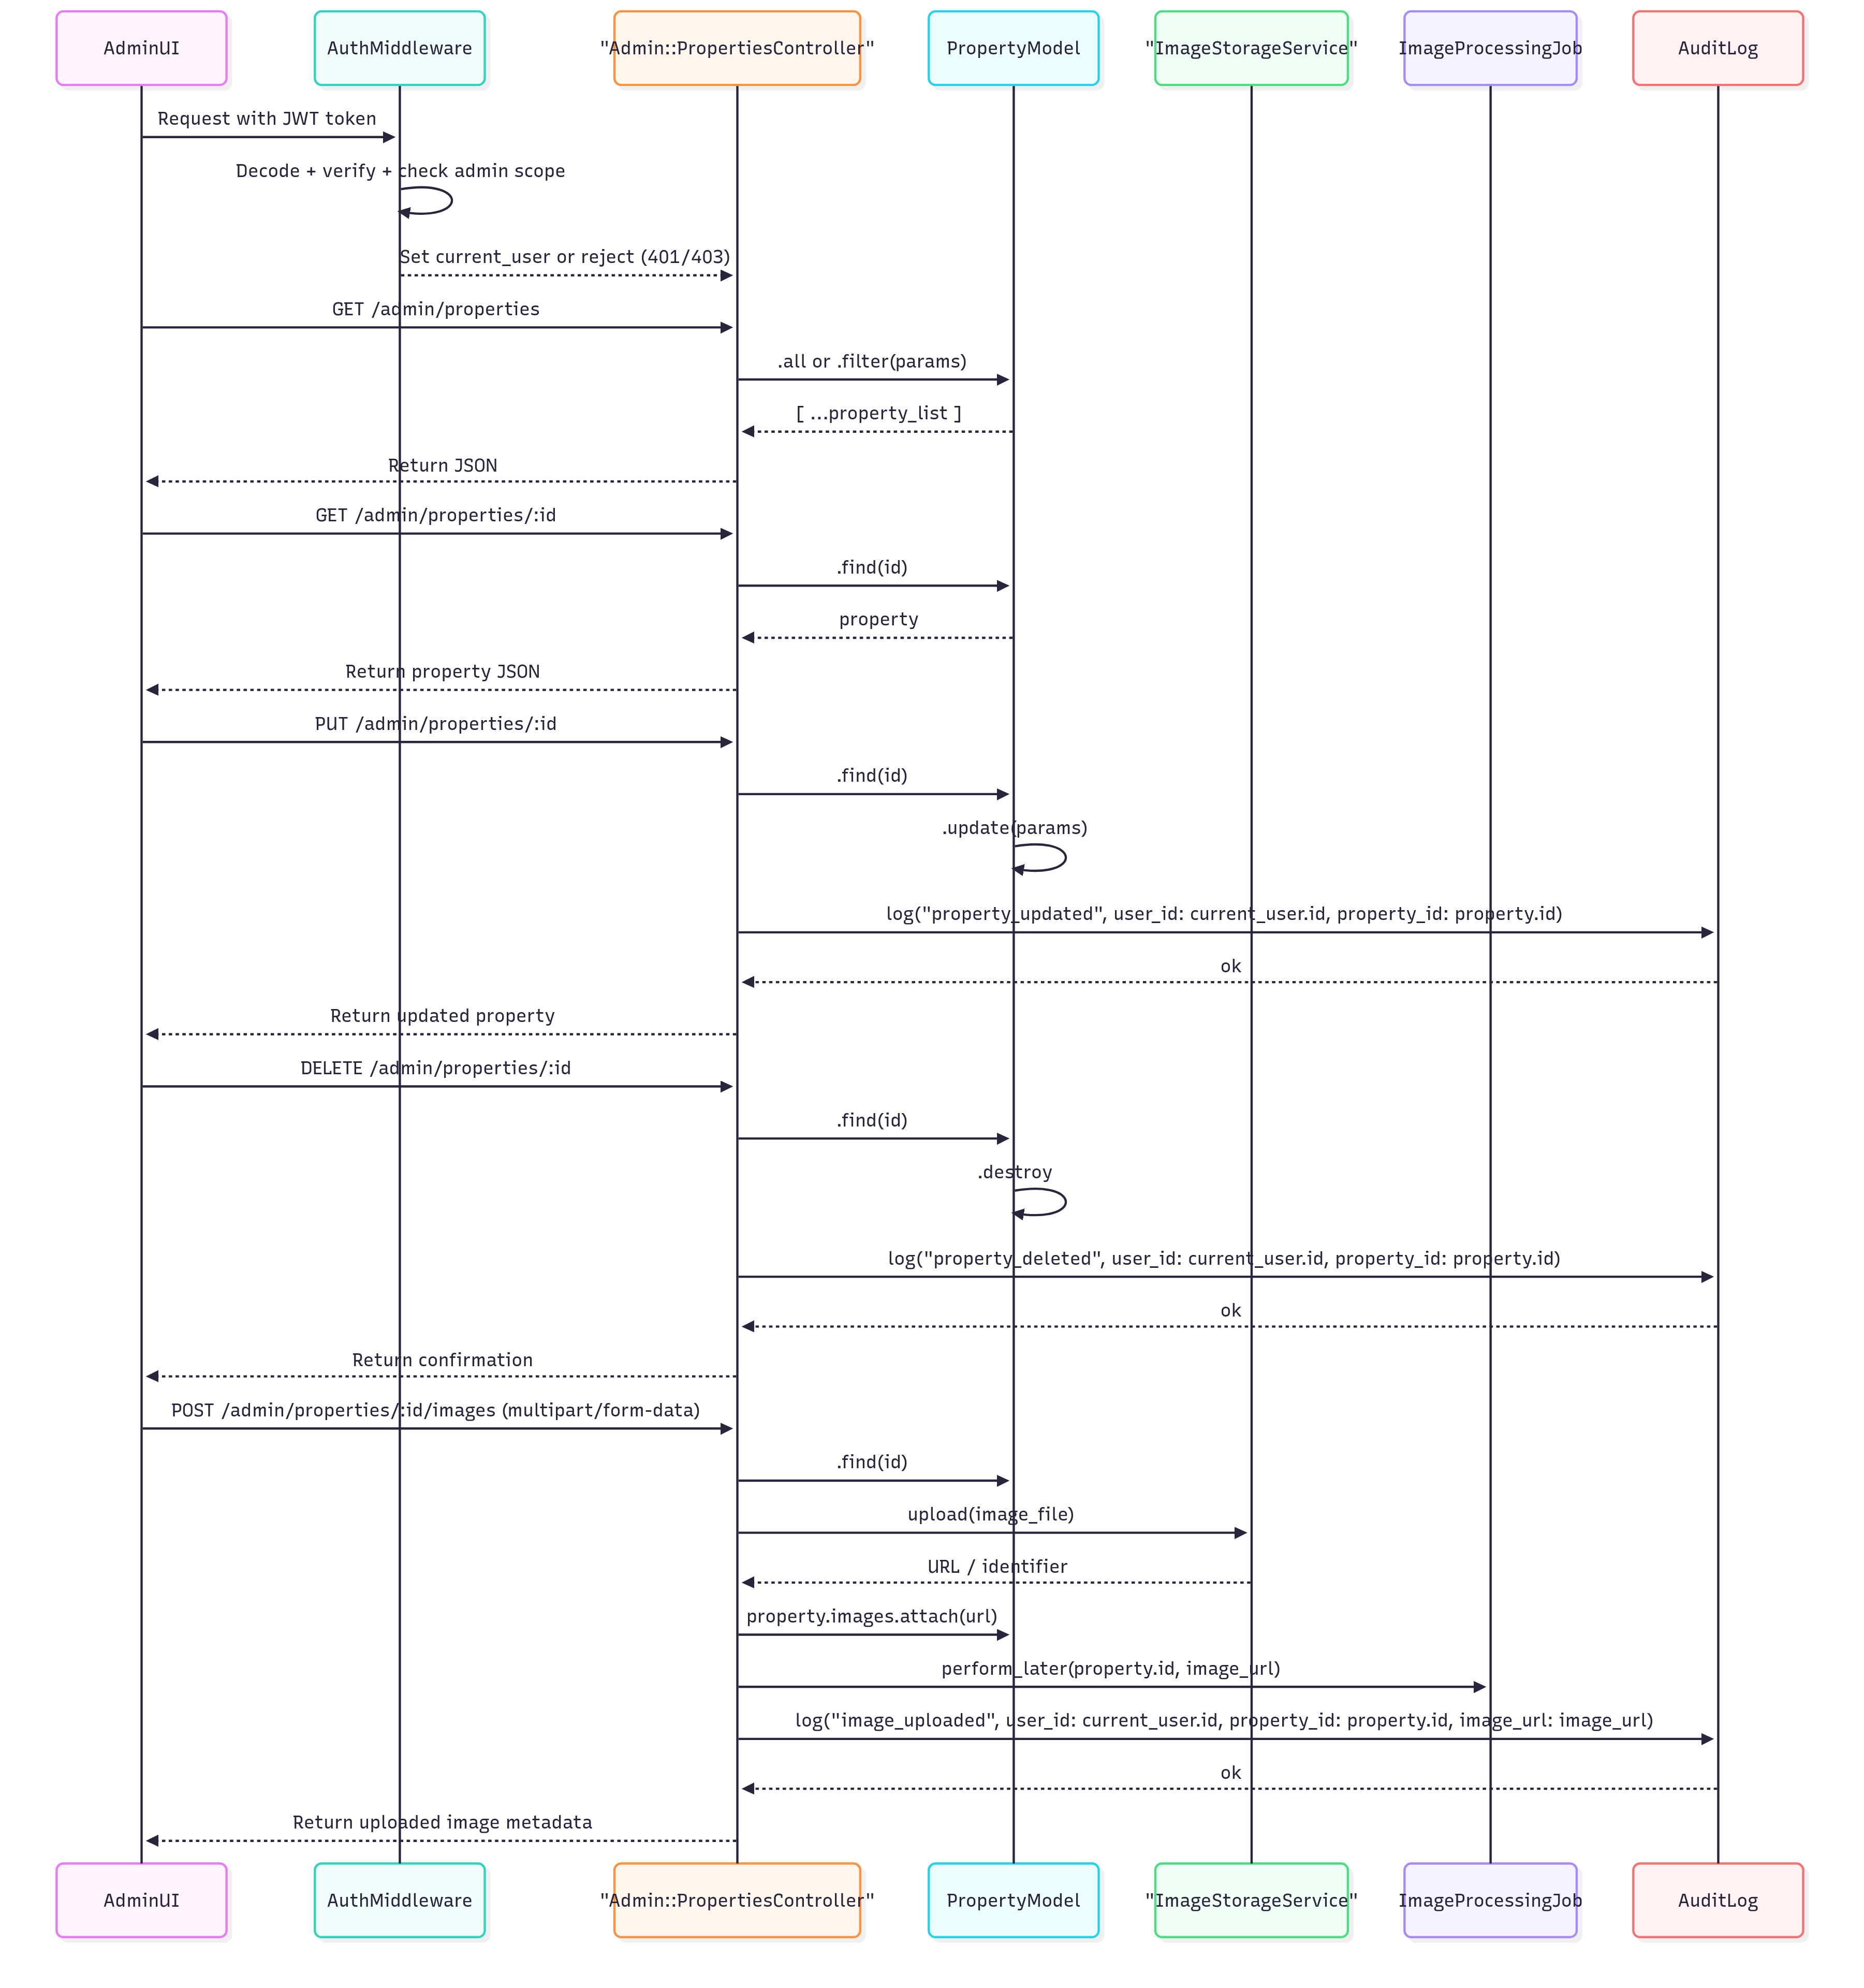 AdminUI
AuthMiddleware
"Admin::PropertiesController"
PropertyModel
"ImageStorageService"
ImageProcessingJob
AuditLog
Request with JWT token
Decode + verify + check admin scope
Set current_user or reject (401/403)
GET /admin/properties
.all or .filter(params)
[ ...property_list ]
Return JSON
GET /admin/properties/:id
.find(id)
property
Return property JSON
PUT /admin/properties/:id
.find(id)
.update(params)
log("property_updated", user_id: current_user.id, property_id: property.id)
ok
Return updated property
DELETE /admin/properties/:id
.find(id)
.destroy
log("property_deleted", user_id: current_user.id, property_id: property.id)
ok
Return confirmation
POST /admin/properties/:id/images (multipart/form-data)
.find(id)
upload(image_file)
URL / identifier
property.images.attach(url)
perform_later(property.id, image_url)
log("image_uploaded", user_id: current_user.id, property_id: property.id, image_url: image_url)
ok
Return uploaded image metadata
AdminUI
AuthMiddleware
"Admin::PropertiesController"
PropertyModel
"ImageStorageService"
ImageProcessingJob
AuditLog